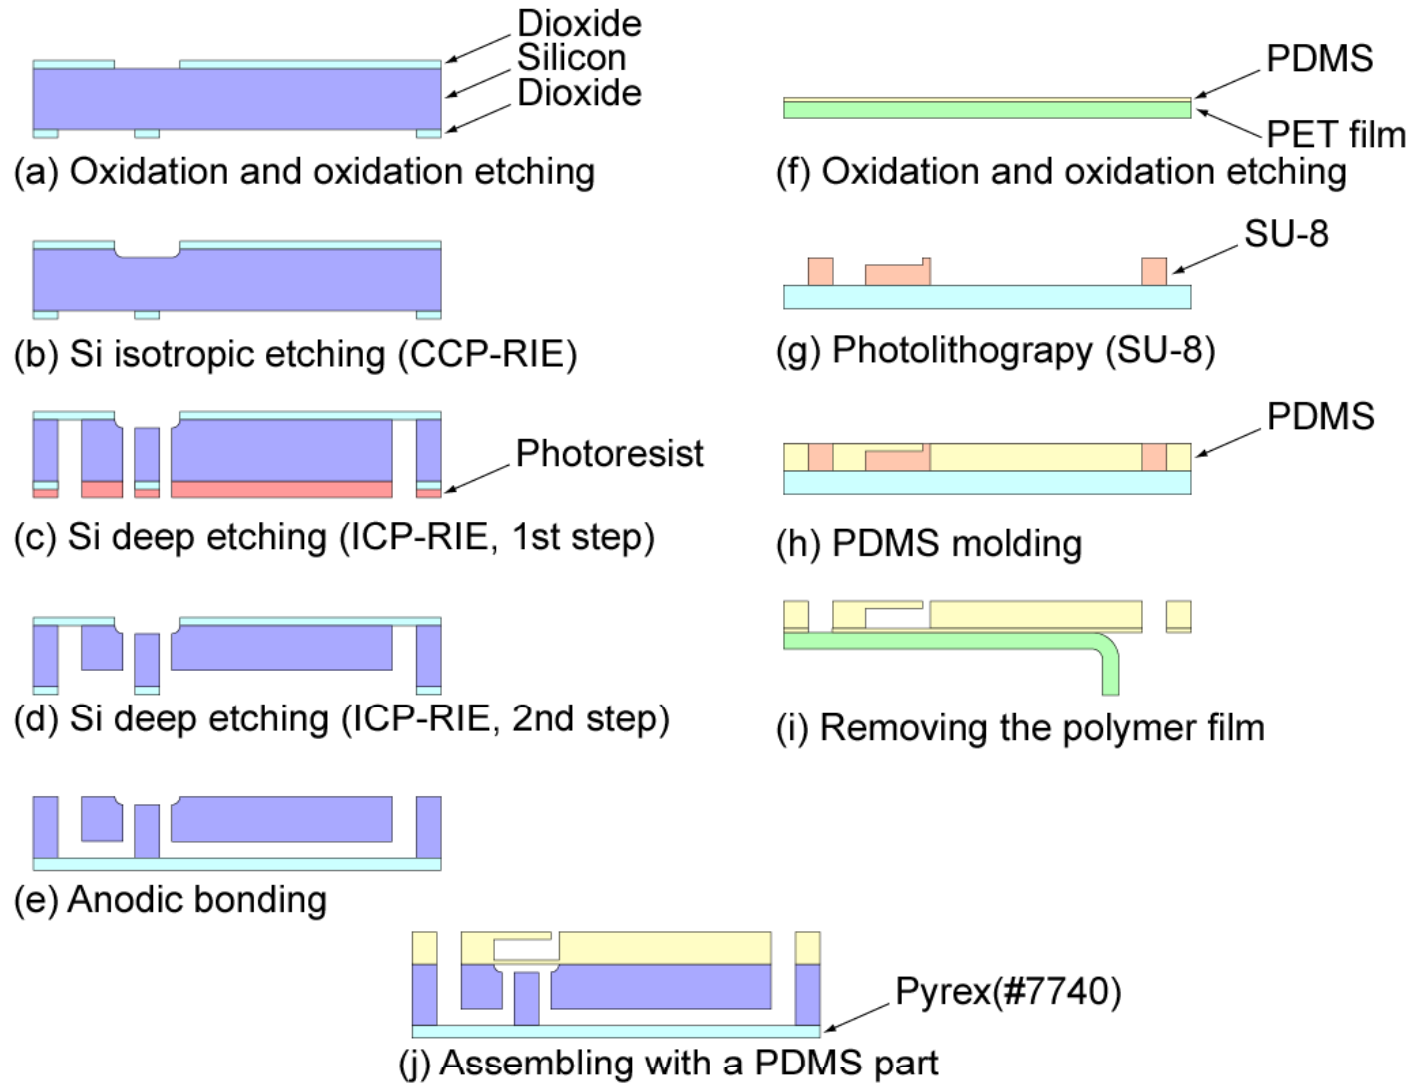 Dioxide
Silicon
Dioxide
(a) Oxidation and oxidation etching
(b) Si isotropic etching (CCP-RIE)
Photoresist
(c) Si deep etching (ICP-RIE, 1st step)
(d) Si deep etching (ICP-RIE, 2nd step)
(e) Anodic bonding
PDMS
PET film
(f) Oxidation and oxidation etching
SU-8
(g) Photolithograpy (SU-8)
PDMS
(h) PDMS molding
(i) Removing the polymer film
Pyrex(#7740)
(j) Assembling with a PDMS part